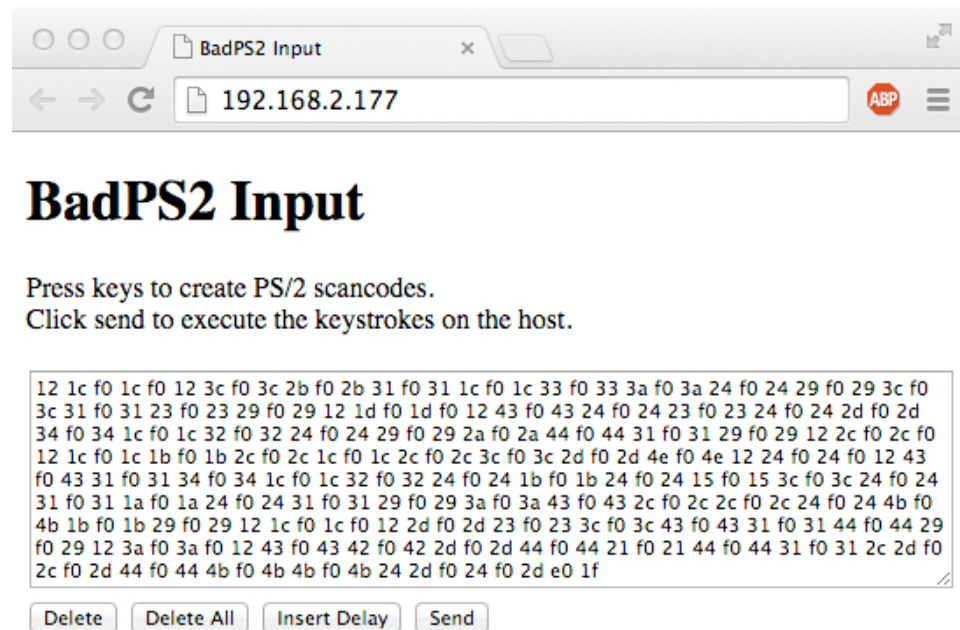 BadPS2 Input
192.168.2.177
ABP
BadPS2 Input
Press keys to create PS/2 scancodes.
Click send to execute the keystrokes on the host.
12 1c f0 1c f0 12 3c f0 3c 2b f0 2b 31 f0 31 1c f0 1c 33 f0 33 3a f0 3a 24 f0 24 29 f0 29 3c f0
3c 31 f0 31 23 f0 23 29 f0 29 12 1d f0 1d f0 12 43 f0 43 24 f0 24 23 f0 23 24 f0 24 2d f0 2d
34 f0 34 1c f0 1c 32 f0 32 24 f0 24 29 f0 29 2a f0 2a 44 f0 44 31 f0 31 29 f0 29 12 2c f0 2c f0
12 1c f0 1c 1b f0 1b 2c f0 2c 1c f0 1c 2c f0 2c 3c f0 3c 2d f0 2d 4e f0 4e 12 24 f0 24 f0 12 43
f0 43 31 f0 31 34 f0 34 1c f0 1c 32 f0 32 24 f0 24 1b f0 1b 24 f0 24 15 f0 15 3c f0 3c 24 f0 24
31 f0 31 1a f0 1a 24 f0 24 31 f0 31 29 f0 29 3a f0 3a 43 f0 43 2c f0 2c 2c f0 2c 24 f0 24 4b f0
4b 1b f0 1b 29 f0 29 12 1c f0 1c f0 12 2d f0 2d 23 f0 23 3c f0 3c 43 f0 43 31 f0 31 44 f0 44 29
f0 29 12 3a f0 3a f0 12 43 f0 43 42 f0 42 2d f0 2d 44 f0 44 21 f0 21 44 f0 44 31 f0 31 2c 2d f0
2c f0 2d 44 f0 44 4b f0 4b 4b f0 4b 24 2d f0 24 f0 2d e0 1f
Delete Delete All Insert Delay Send